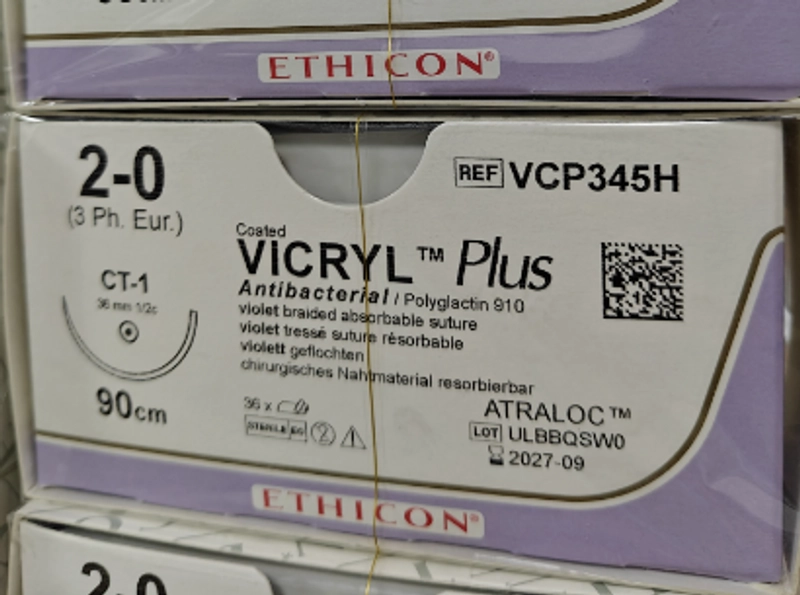 ETHICON®
2-0
(3 Ph. Eur.)
REF VCP345H
Coated
VICRYL™ Plus
Antibacterial / Polyglactin 910
violet braided absorbable suture
violet tressé suture résorbable
violett geflochten
chirurgisches Nahtmaterial resorbierbar
CT-1
36 mm 1/2c
90cm
36 x
STERILE EO
2
ATRALOC™
LOT ULBBQSW0
2027-09
ETHICON®
2-0